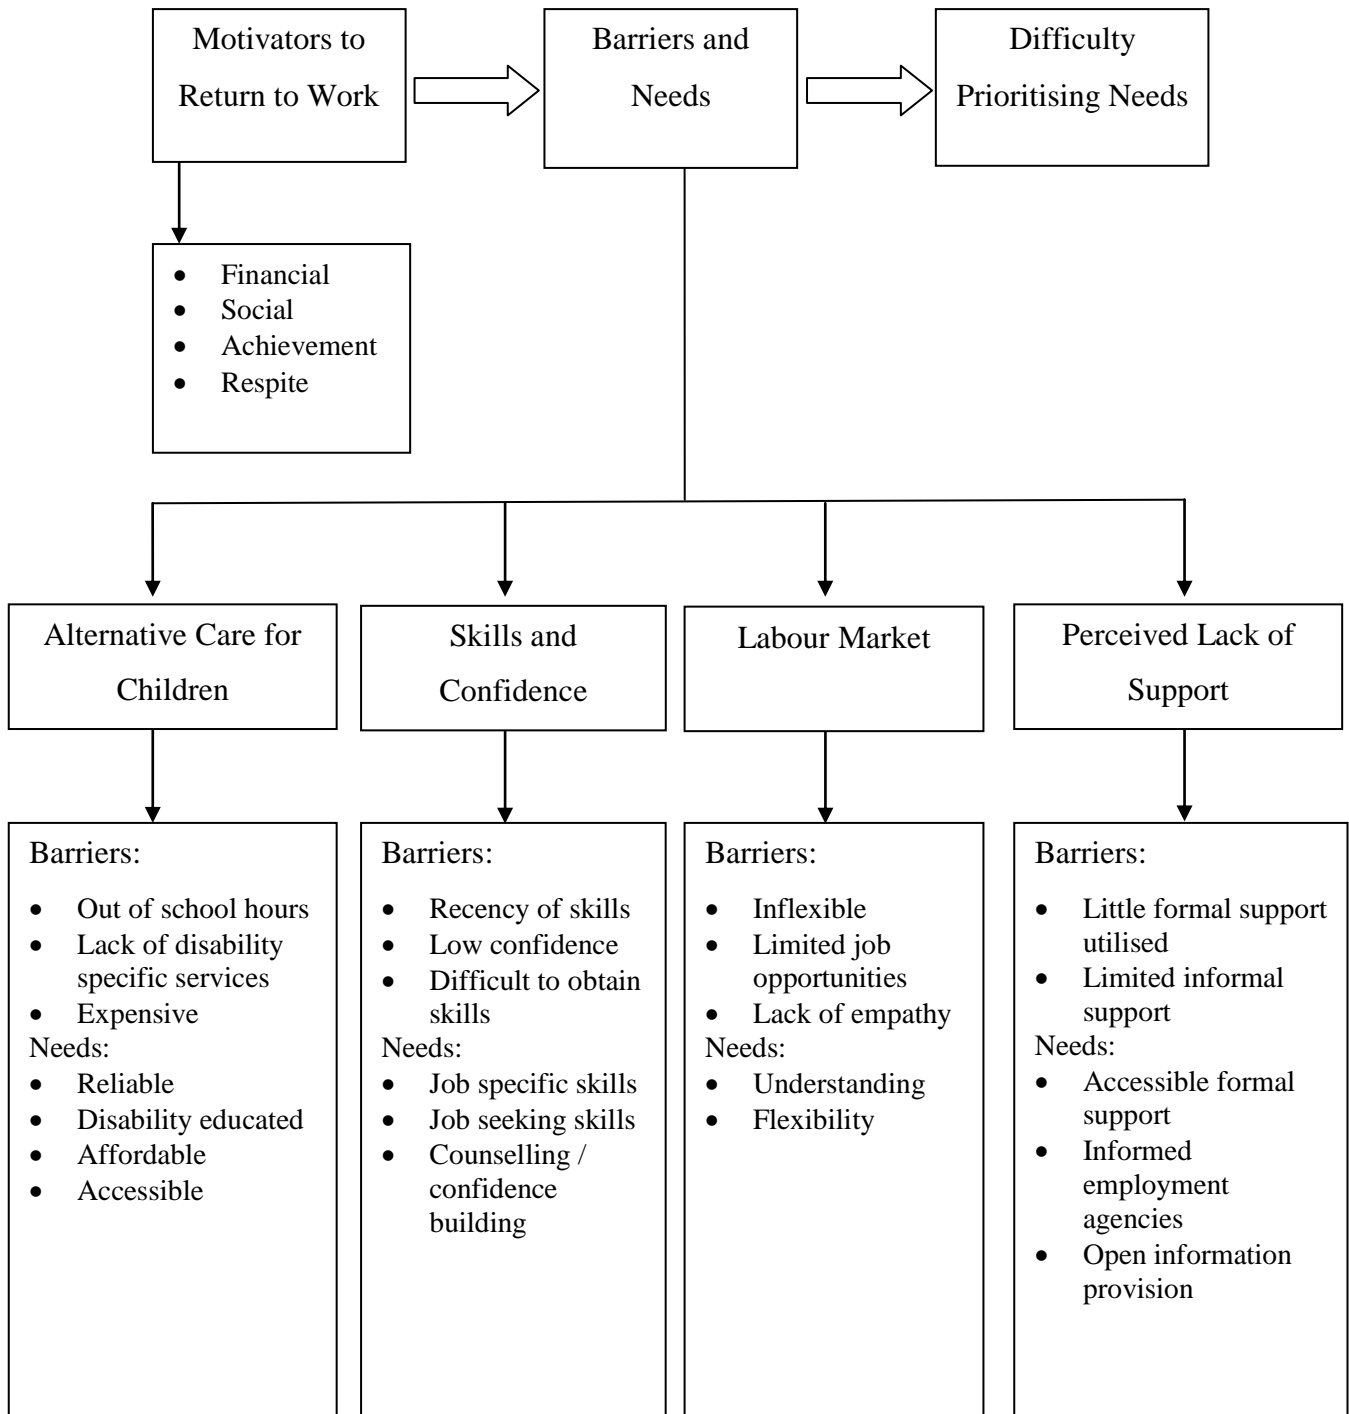 Motivators to
Return to Work
Barriers and
Needs
Difficulty
Prioritising Needs
• Financial
• Social
• Achievement
• Respite
Alternative Care for
Children
Skills and
Confidence
Labour Market
Perceived Lack of
Support
Barriers:
• Out of school hours
• Lack of disability
specific services
• Expensive
Needs:
• Reliable
• Disability educated
• Affordable
• Accessible
Barriers:
• Recency of skills
• Low confidence
• Difficult to obtain
skills
Needs:
• Job specific skills
• Job seeking skills
• Counselling /
confidence
building
Barriers:
• Inflexible
• Limited job
opportunities
• Lack of empathy
Needs:
• Understanding
• Flexibility
Barriers:
• Little formal support
utilised
• Limited informal
support
Needs:
• Accessible formal
support
• Informed
employment
agencies
• Open information
provision